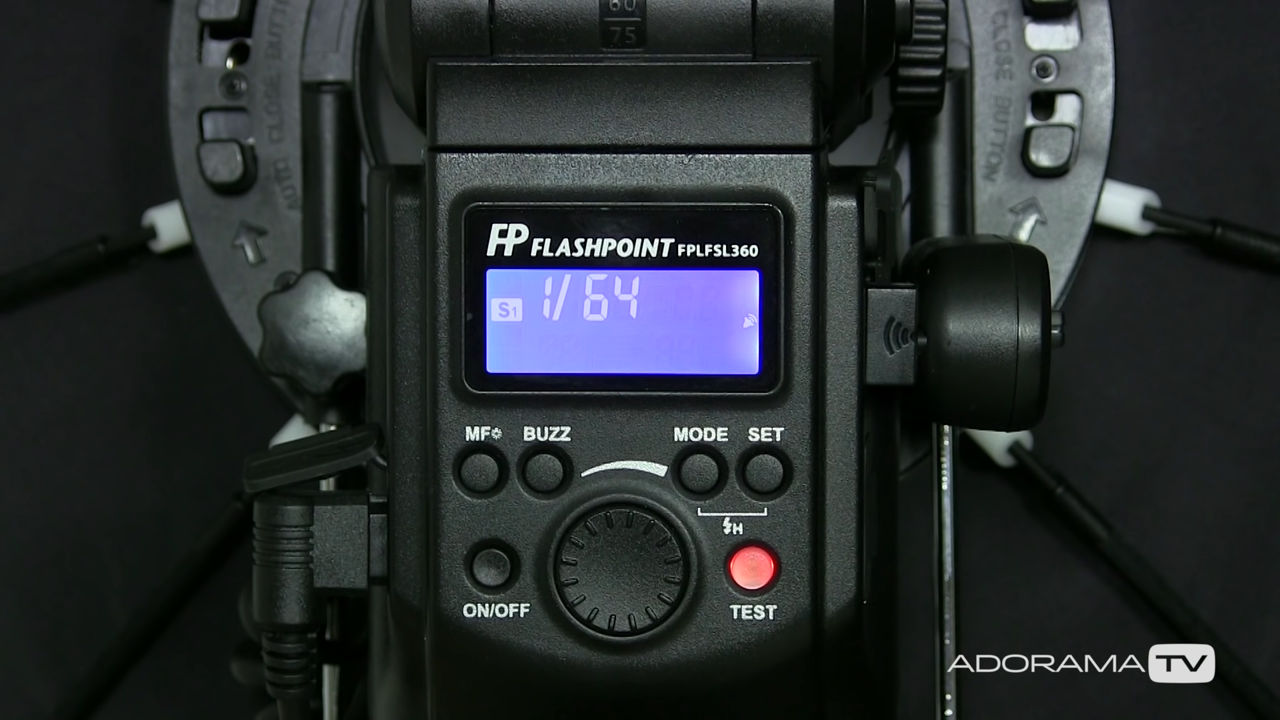 60
75
AUTO CLOSE BUTTON
CLOSE BUTTON
FP FLASHPOINT FPLFSL360
S1 1/64
MF BUZZ MODE SET
H
ON/OFF TEST
ADORAMA TV